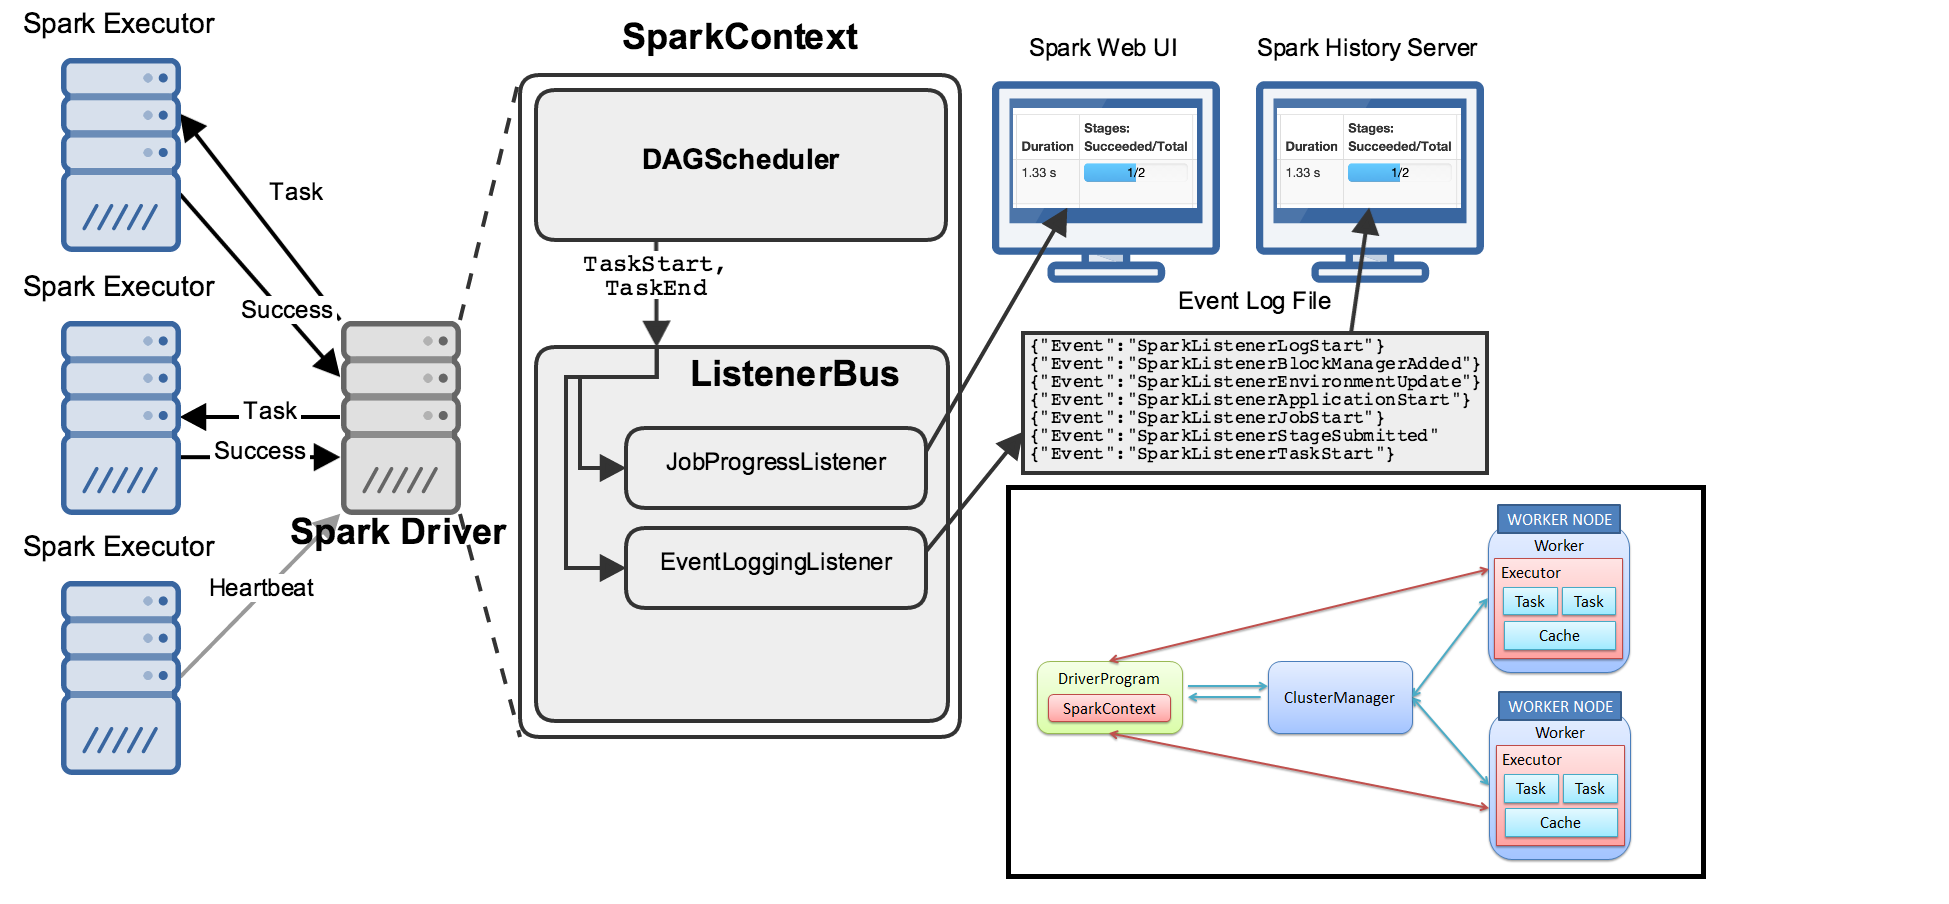 Spark Executor
Task
Success
Spark Executor
Task
Success
Spark Driver
Spark Executor
Heartbeat
SparkContext
DAGScheduler
TaskStart,
TaskEnd
ListenerBus
JobProgressListener
EventLoggingListener
Spark Web UI
Duration
Stages:
Succeeded/Total
1.33 s
1/2
Spark History Server
Duration
Stages:
Succeeded/Total
1.33 s
1/2
Event Log File
{"Event":"SparkListenerLogStart"}
{"Event":"SparkListenerBlockManagerAdded"}
{"Event":"SparkListenerEnvironmentUpdate"}
{"Event":"SparkListenerApplicationStart"}
{"Event":"SparkListenerJobStart"}
{"Event":"SparkListenerStageSubmitted"
{"Event":"SparkListenerTaskStart"}
DriverProgram
SparkContext
ClusterManager
WORKER NODE
Worker
Executor
Task Task
Cache
WORKER NODE
Worker
Executor
Task Task
Cache